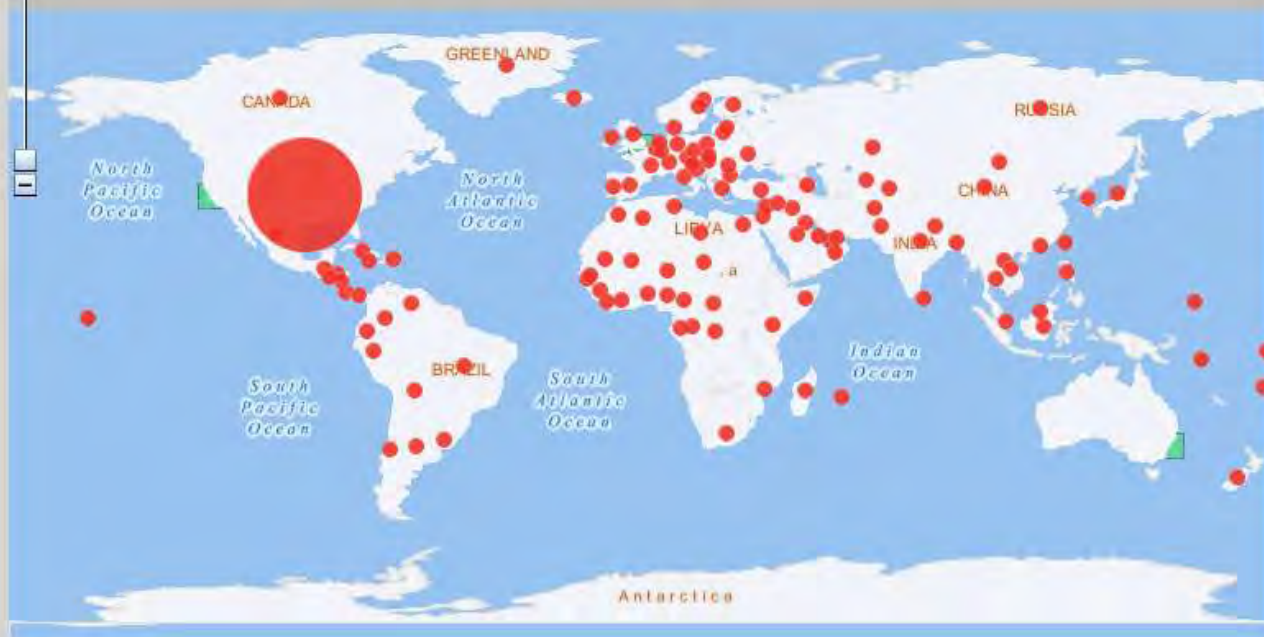 GREENLAND
CANADA
RUSSIA
North
Pacific
Ocean
North
Atlantic
Ocean
CHINA
LIBYA
INDIA
a
Indian
Ocean
BRAZIL
South
Pacific
Ocean
South
Atlantic
Ocean
Antarctica